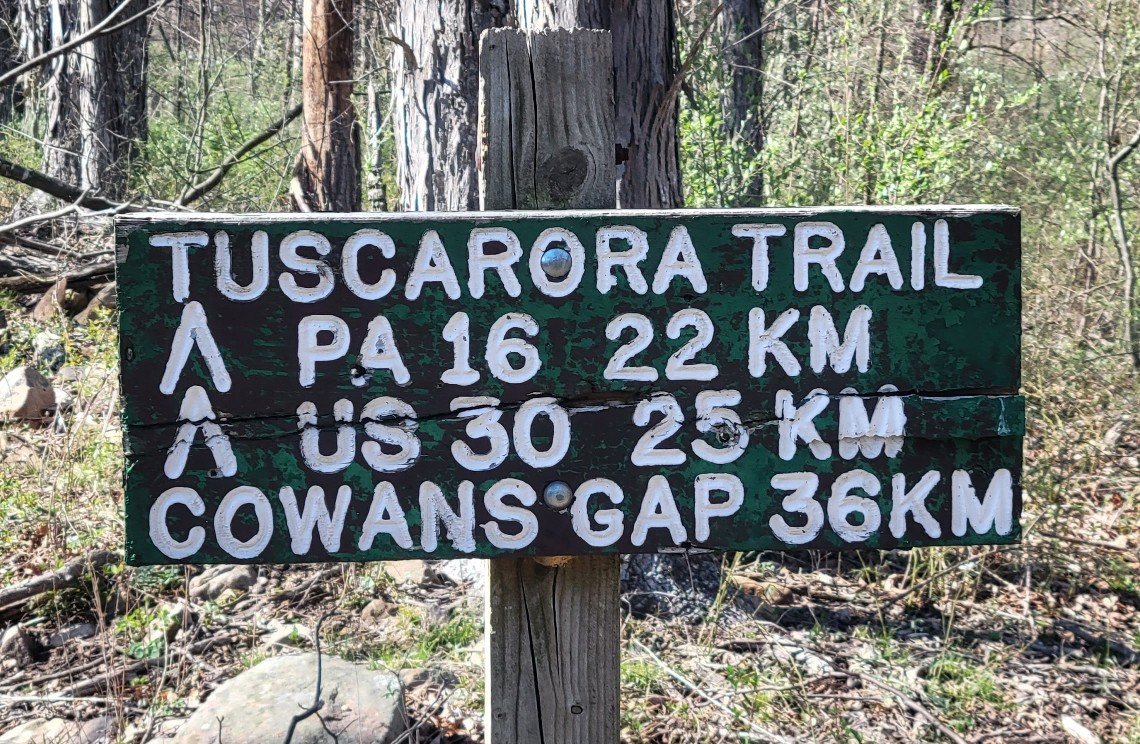 TUSCARORA TRAIL
Λ PA 16 22 KM
Λ US 30 25 KM
COWANS GAP 36KM